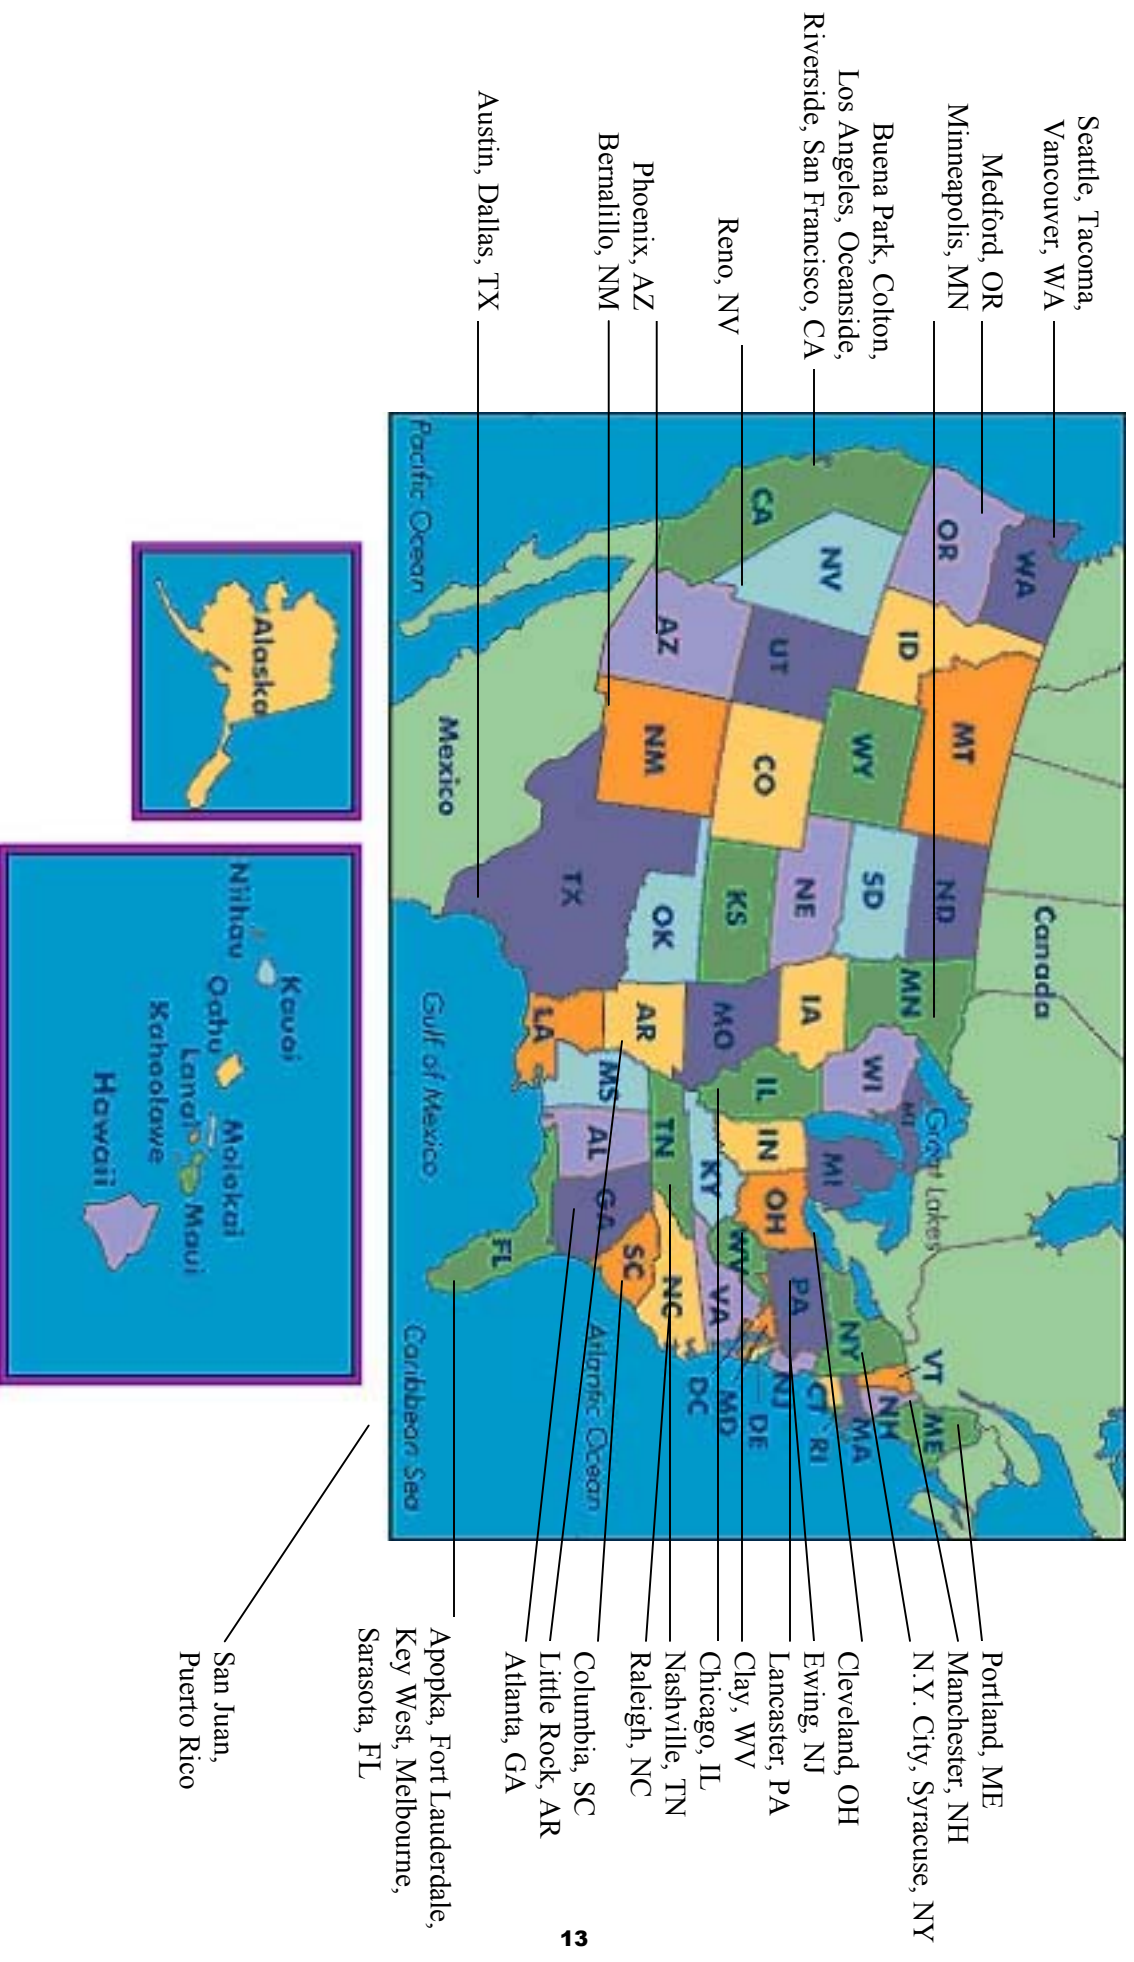 Seattle, Tacoma,
Vancouver, WA
Medford, OR
Minneapolis, MN
Buena Park, Colton,
Los Angeles, Oceanside,
Riverside, San Francisco, CA
Reno, NV
Phoenix, AZ
Bernalillo, NM
Austin, Dallas, TX
Portland, ME
Manchester, NH
N.Y. City, Syracuse, NY
Cleveland, OH
Ewing, NJ
Lancaster, PA
Clay, WV
Chicago, IL
Nashville, TN
Raleigh, NC
Columbia, SC
Little Rock, AR
Atlanta, GA
Apopka, Fort Lauderdale,
Key West, Melbourne,
Sarasota, FL
San Juan,
Puerto Rico
Canada
WA
OR
ID
MT
ND
MN
SD
WY
NV
CA
UT
CO
NE
KS
IA
WI
MI
MI
Great Lakes
IL
IN
OH
MO
KY
WV
VA
PA
NY
VT
NH
ME
MA
CT
RI
NJ
DE
MD
DC
AZ
NM
OK
TX
AR
LA
MS
AL
TN
GA
SC
NC
FL
Pacific Ocean
Mexico
Gulf of Mexico
Atlantic Ocean
Caribbean Sea
Alaska
Niihau
Kauai
Oahu
Molokai
Lanai
Maui
Kahoolawe
Hawaii
13